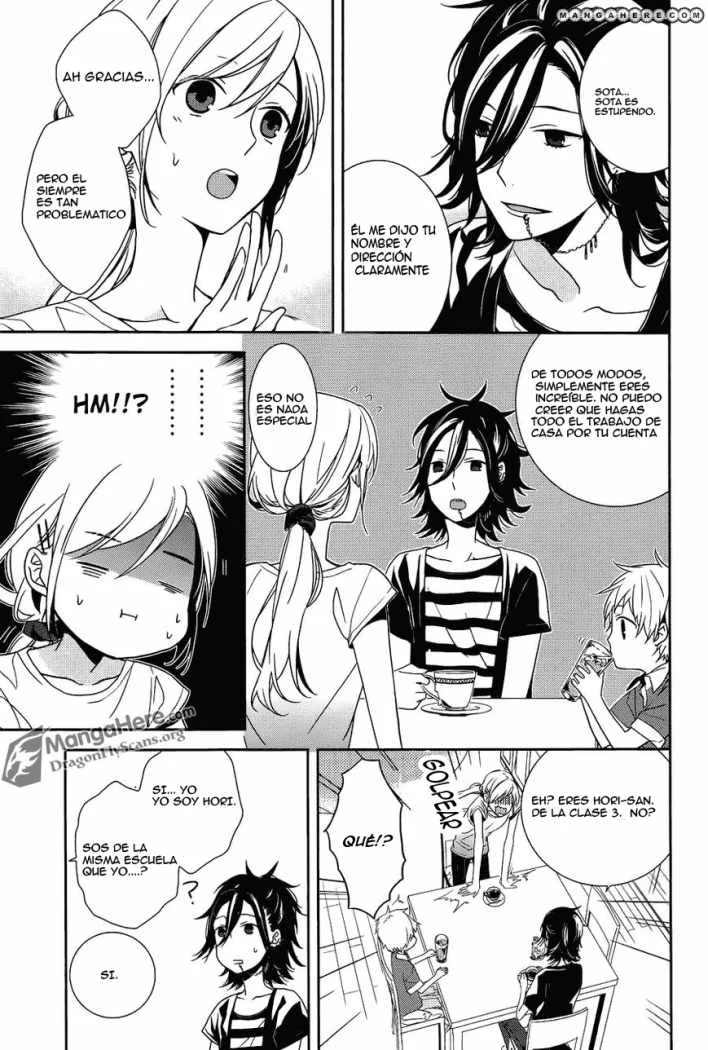 MANGAHERE.COM
SOTA...
SOTA ES
ESTUPENDO.
ÉL ME DIJO TU
NOMBRE Y
DIRECCIÓN
CLARAMENTE
AH GRACIAS...
PERO EL
SIEMPRE
ES TAN
PROBLEMATICO
DE TODOS MODOS,
SIMPLEMENTE ERES
INCREÍBLE. NO PUEDO
CREER QUE HAGAS
TODO EL TRABAJO DE
CASA POR TU CUENTA
ESO NO
ES NADA
ESPECIAL
HM!!?
EH? ERES HORI-SAN.
DE LA CLASE 3. NO?
GOLPEAR
QUÉ!?
SI... YO
YO SOY HORI.
SOS DE LA
MISMA ESCUELA
QUE YO....?
?
SI.
MangaHere.com
DragonFlyScans.org